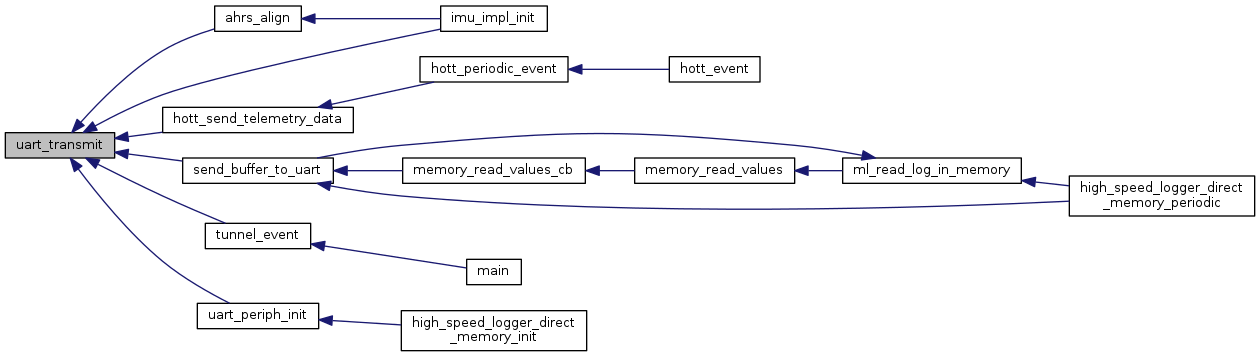 ahrs_align
imu_impl_init
hott_periodic_event
hott_event
hott_send_telemetry_data
uart_transmit
send_buffer_to_uart
memory_read_values_cb
memory_read_values
ml_read_log_in_memory
high_speed_logger_direct
_memory_periodic
tunnel_event
main
uart_periph_init
high_speed_logger_direct
_memory_init